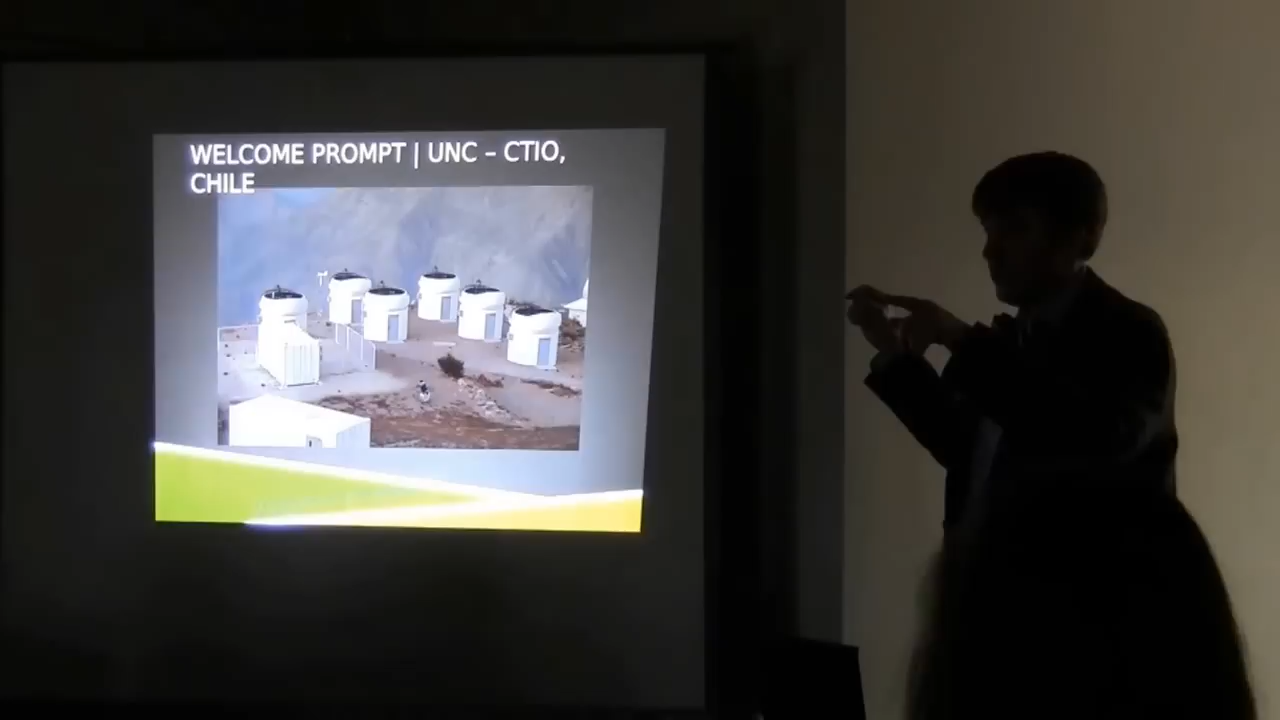 WELCOME PROMPT | UNC – CTIO,
CHILE